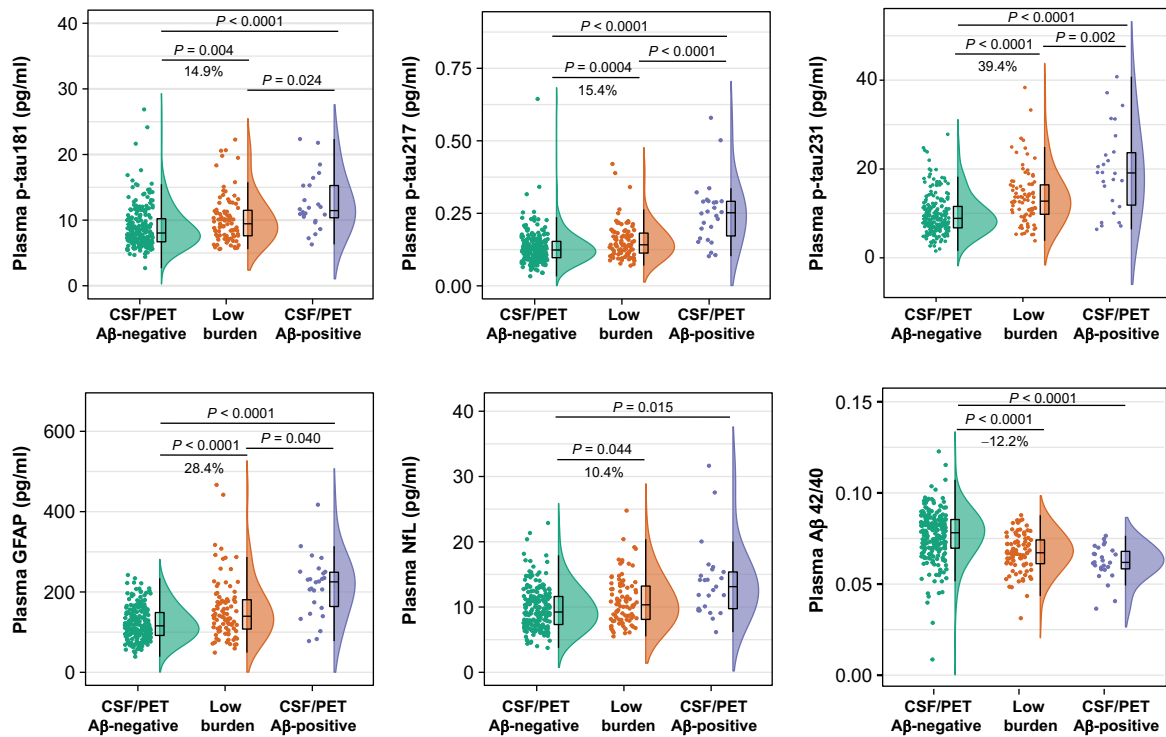 Plasma p-tau181 (pg/ml)
40
30
20
10
0
P < 0.0001
P = 0.004
14.9%
P = 0.024
CSF/PET
Aβ-negative
Low
burden
CSF/PET
Aβ-positive
Plasma p-tau217 (pg/ml)
0.75
0.50
0.25
0.00
P < 0.0001
P < 0.0001
P = 0.0004
15.4%
CSF/PET
Aβ-negative
Low
burden
CSF/PET
Aβ-positive
Plasma p-tau231 (pg/ml)
40
20
0
P < 0.0001
P = 0.002
P < 0.0001
39.4%
CSF/PET
Aβ-negative
Low
burden
CSF/PET
Aβ-positive
Plasma GFAP (pg/ml)
600
400
200
0
P < 0.0001
P < 0.0001
P = 0.040
28.4%
CSF/PET
Aβ-negative
Low
burden
CSF/PET
Aβ-positive
Plasma NfL (pg/ml)
40
30
20
10
0
P = 0.015
P = 0.044
10.4%
CSF/PET
Aβ-negative
Low
burden
CSF/PET
Aβ-positive
Plasma Aβ 42/40
0.15
0.10
0.05
0.00
P < 0.0001
P < 0.0001
−12.2%
CSF/PET
Aβ-negative
Low
burden
CSF/PET
Aβ-positive